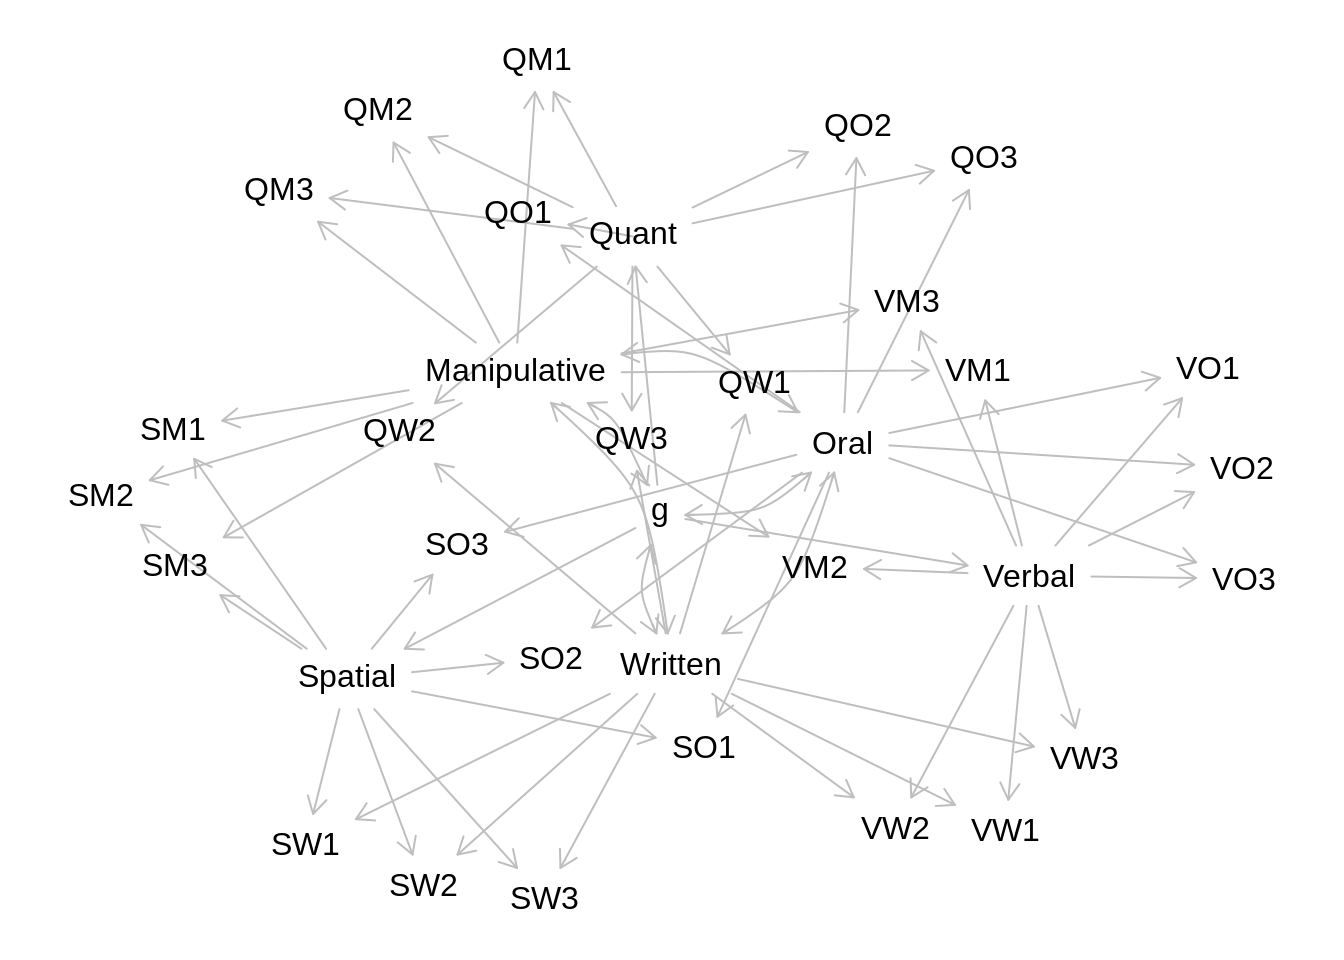 QM1
QM2
QO2
QO3
QM3
QO1
Quant
VM3
Manipulative
QW1
VM1
VO1
SM1
QW2
QW3
Oral
VO2
SM2
g
SO3
SM3
VM2
Verbal
VO3
Spatial
SO2
Written
SO1
VW3
SW1
VW2
VW1
SW2
SW3